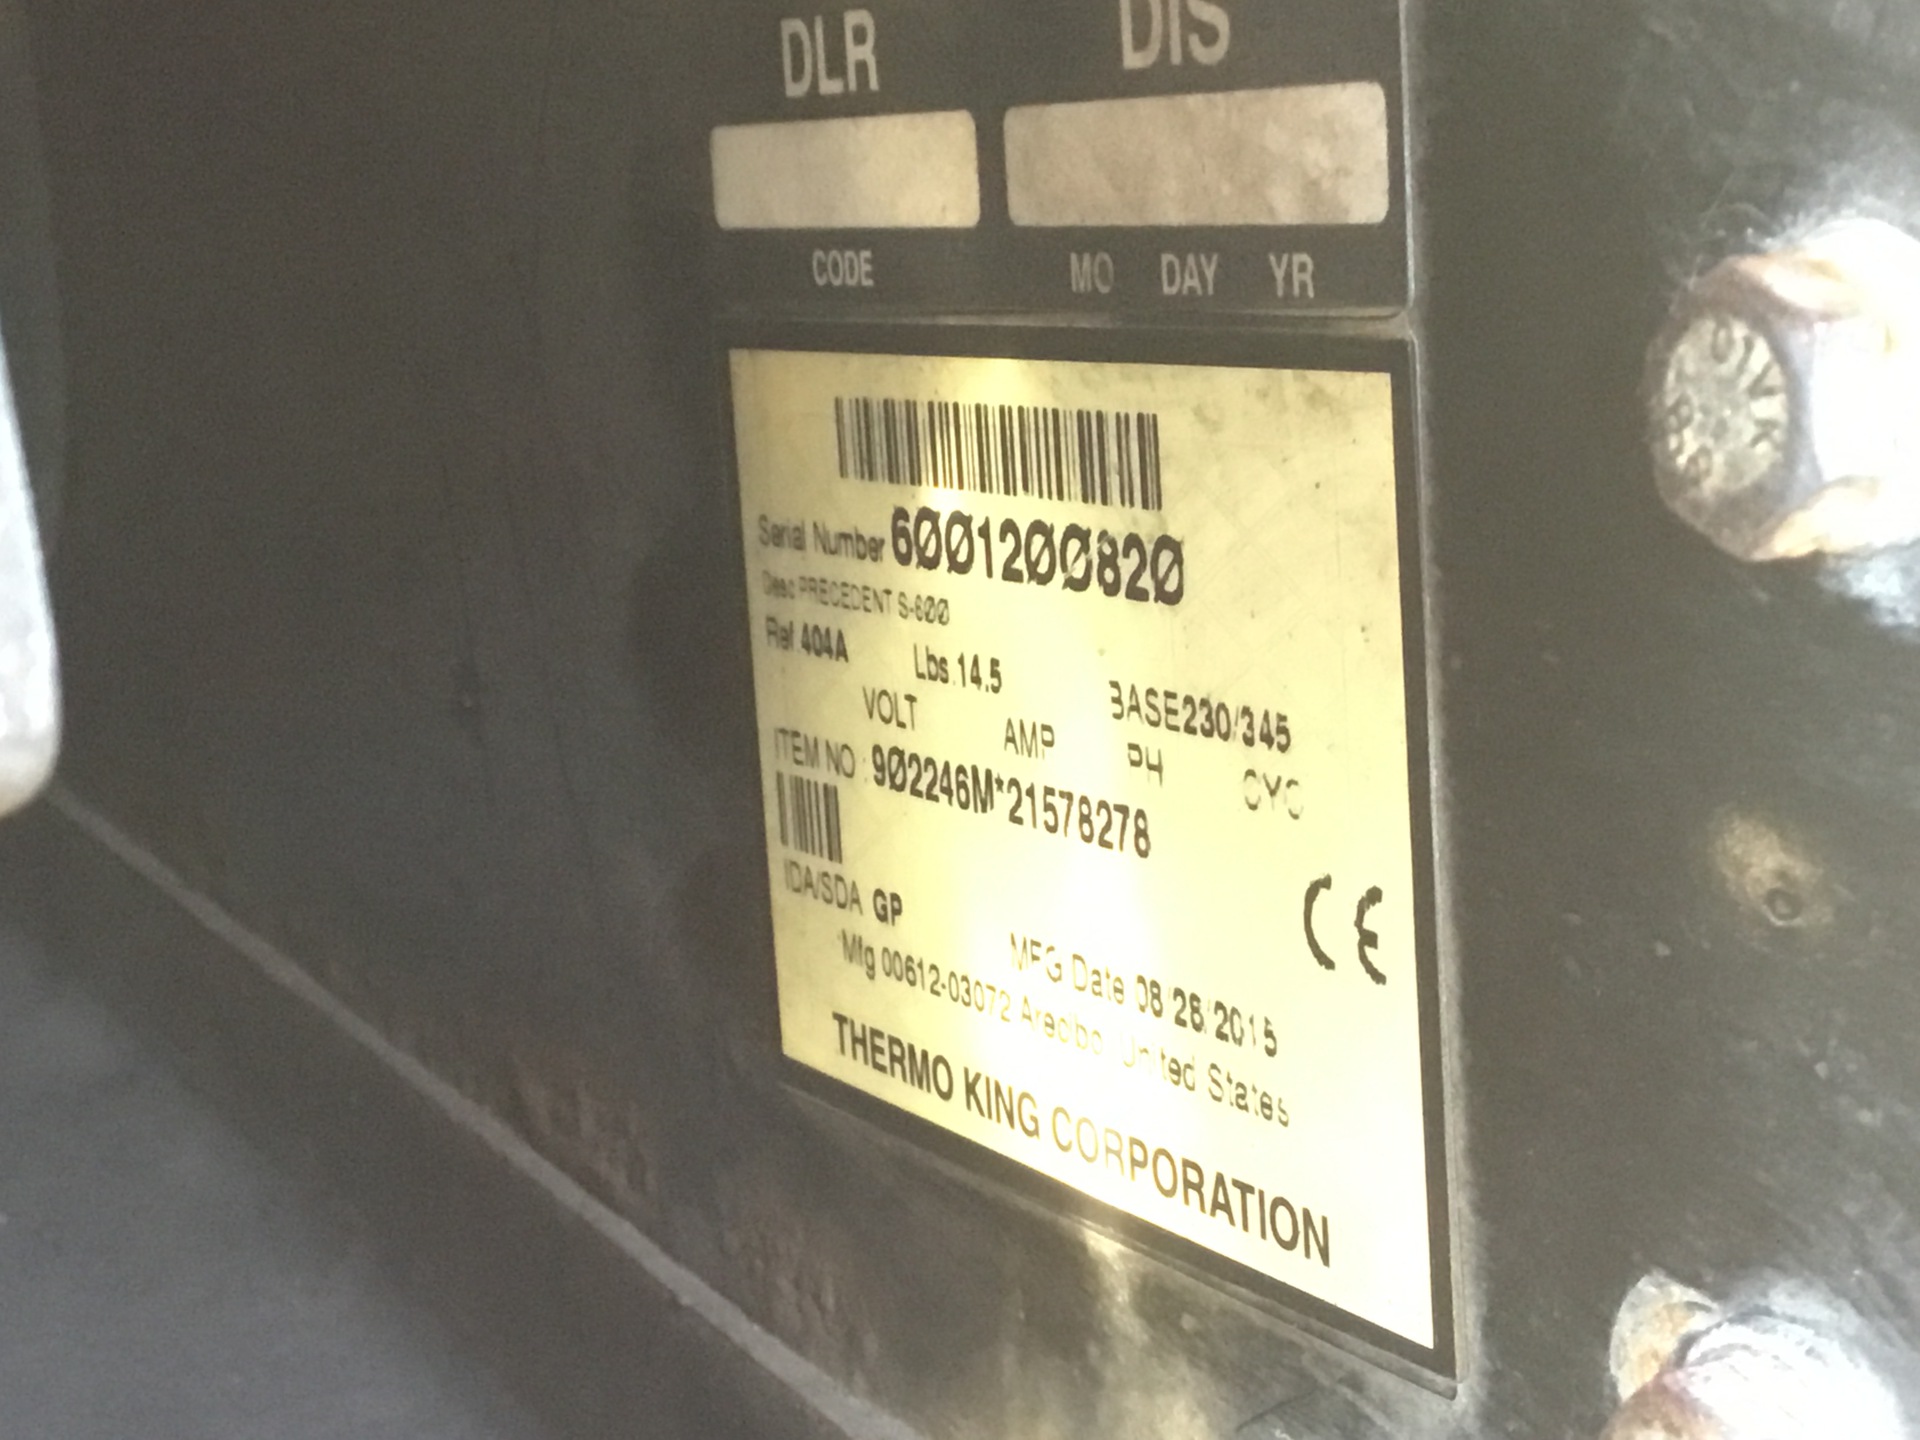 DLR DIS
CODE MO DAY YR
Serial Number 6001200820
Desc PRECEDENT S-600
Ref 404A Lbs.14.5 BASE230/345
VOLT AMP PH CYC
ITEM NO : 902246M*21578278
IDA/SDA GP
CE
MFG Date 08/26/2015
Mfg 00612-03072 Arecibo United States
THERMO KING CORPORATION